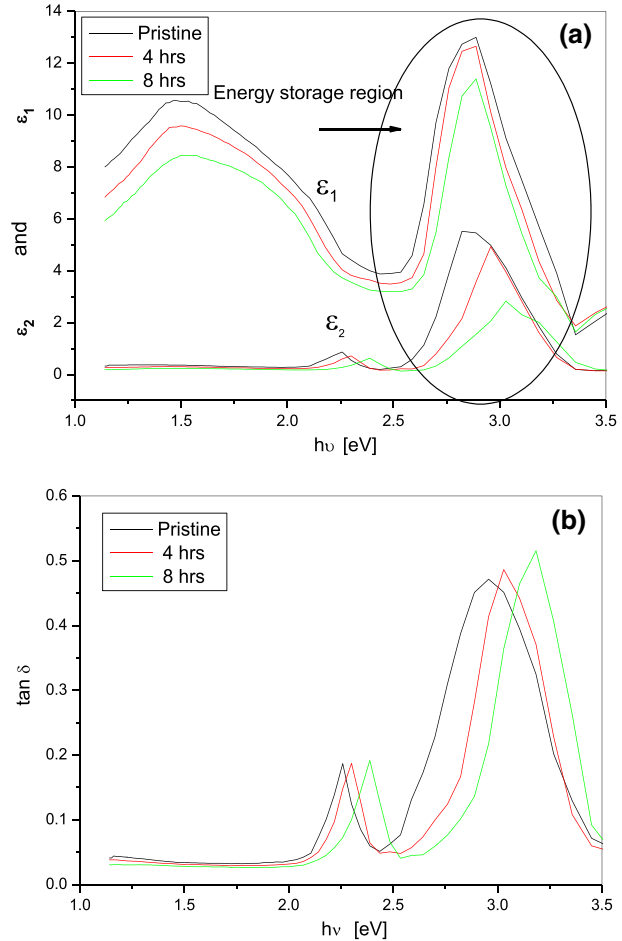 (a)
Pristine
4 hrs
8 hrs
Energy storage region
ε1
ε2
ε2 and ε1
14
12
10
8
6
4
2
0
1.0 1.5 2.0 2.5 3.0 3.5
hυ [eV]
(b)
Pristine
4 hrs
8 hrs
tan δ
0.6
0.5
0.4
0.3
0.2
0.1
0.0
1.0 1.5 2.0 2.5 3.0 3.5
hν [eV]